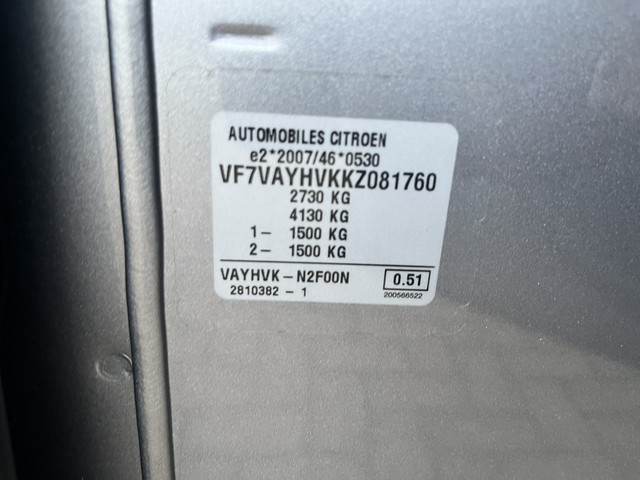 AUTOMOBILES CITROEN
e2*2007/46*0530
VF7VAYHVKKZ081760
2730 KG
4130 KG
1- 1500 KG
2- 1500 KG
VAYHVK-N2F00N 0.51
2810382 - 1 200566522